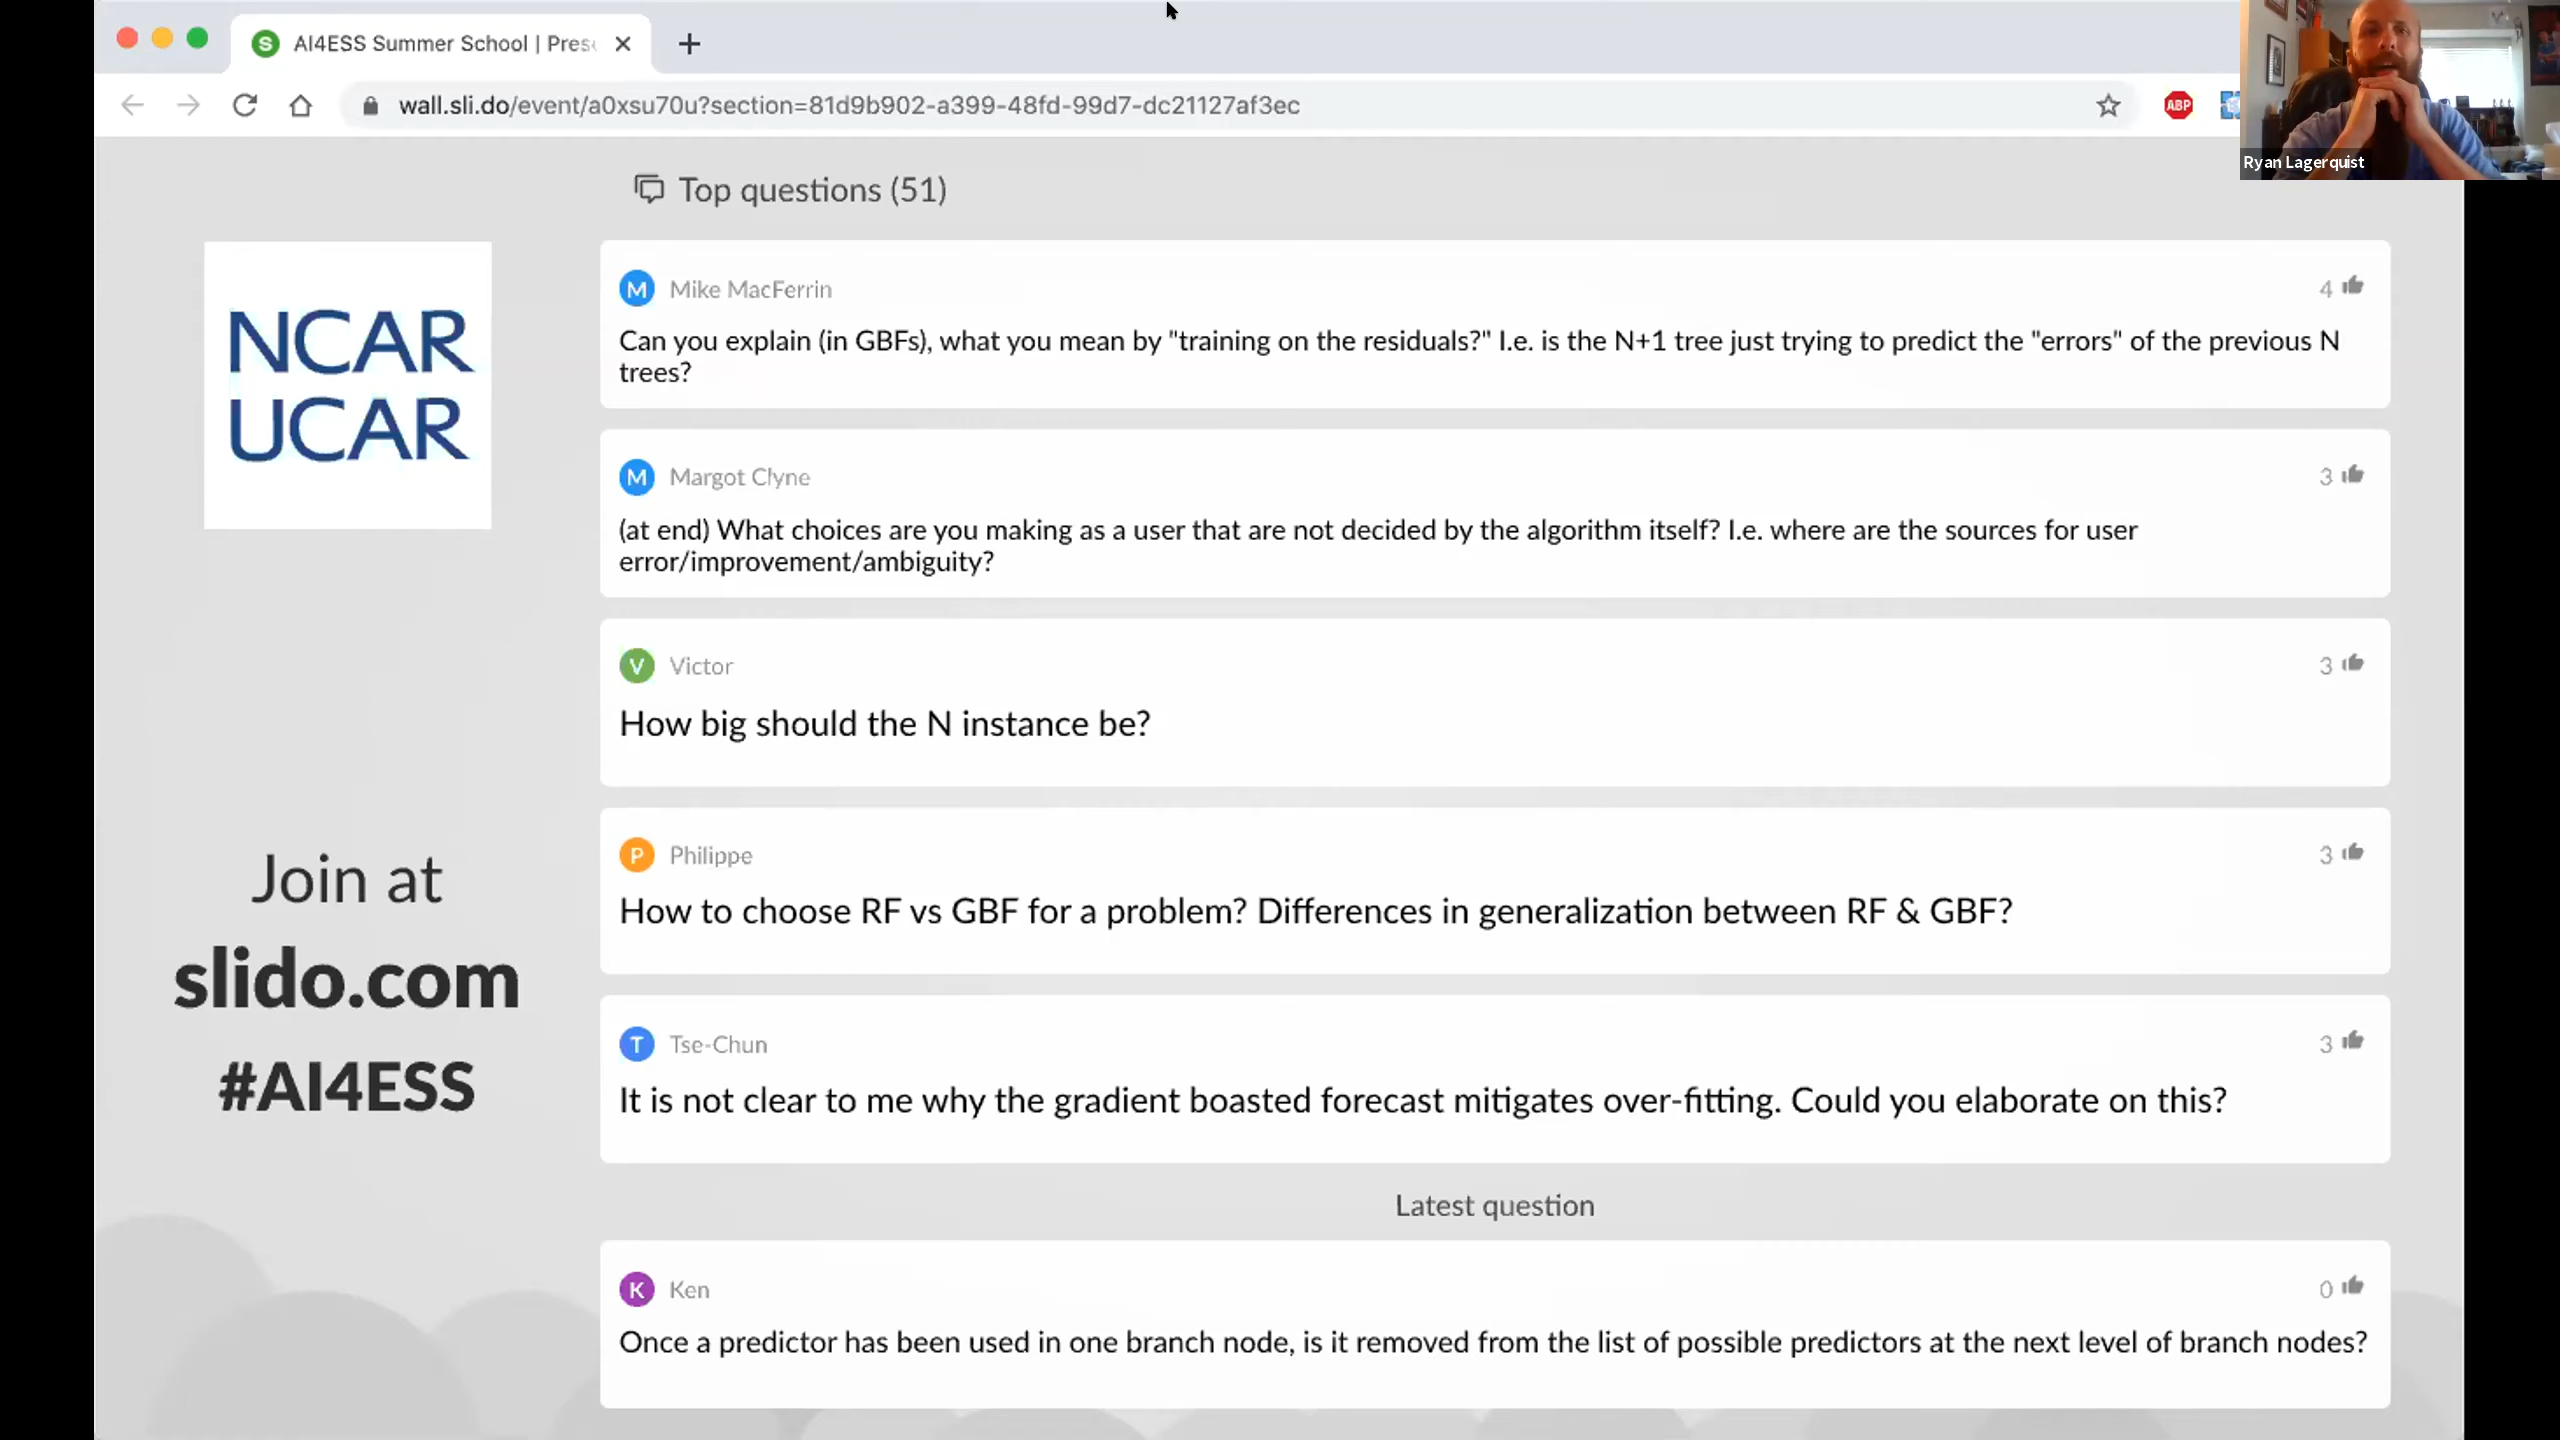 AI4ESS Summer School | Pres
wall.sli.do/event/a0xsu70u?section=81d9b902-a399-48fd-99d7-dc21127af3ec
ABP
Ryan Lagerquist
Top questions (51)
NCAR
UCAR
Join at
slido.com
#AI4ESS
M Mike MacFerrin
4
Can you explain (in GBFs), what you mean by "training on the residuals?" I.e. is the N+1 tree just trying to predict the "errors" of the previous N
trees?
M Margot Clyne
3
(at end) What choices are you making as a user that are not decided by the algorithm itself? I.e. where are the sources for user
error/improvement/ambiguity?
V Victor
3
How big should the N instance be?
P Philippe
3
How to choose RF vs GBF for a problem? Differences in generalization between RF & GBF?
T Tse-Chun
3
It is not clear to me why the gradient boasted forecast mitigates over-fitting. Could you elaborate on this?
Latest question
K Ken
0
Once a predictor has been used in one branch node, is it removed from the list of possible predictors at the next level of branch nodes?